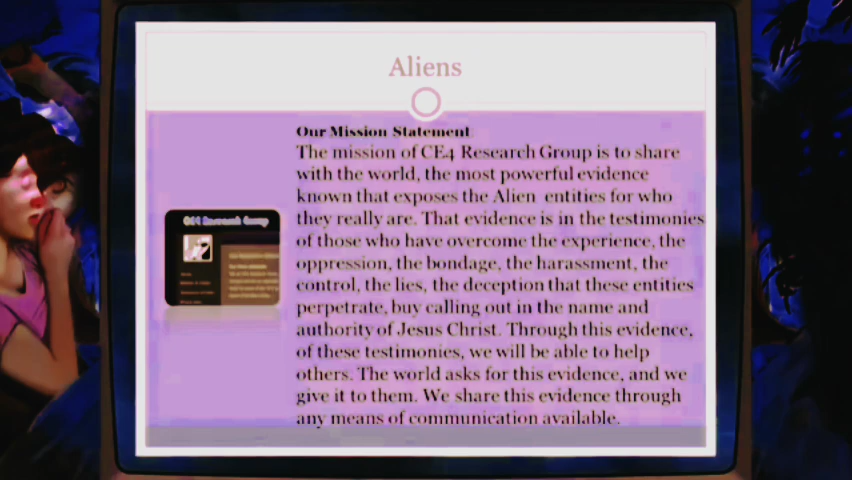 Aliens
Our Mission Statement
The mission of CE4 Research Group is to share
with the world, the most powerful evidence
known that exposes the Alien entities for who
they really are. That evidence is in the testimonies
of those who have overcome the experience, the
oppression, the bondage, the harassment, the
control, the lies, the deception that these entities
perpetrate, buy calling out in the name and
authority of Jesus Christ. Through this evidence,
of these testimonies, we will be able to help
others. The world asks for this evidence, and we
give it to them. We share this evidence through
any means of communication available.
CE4 Research Group